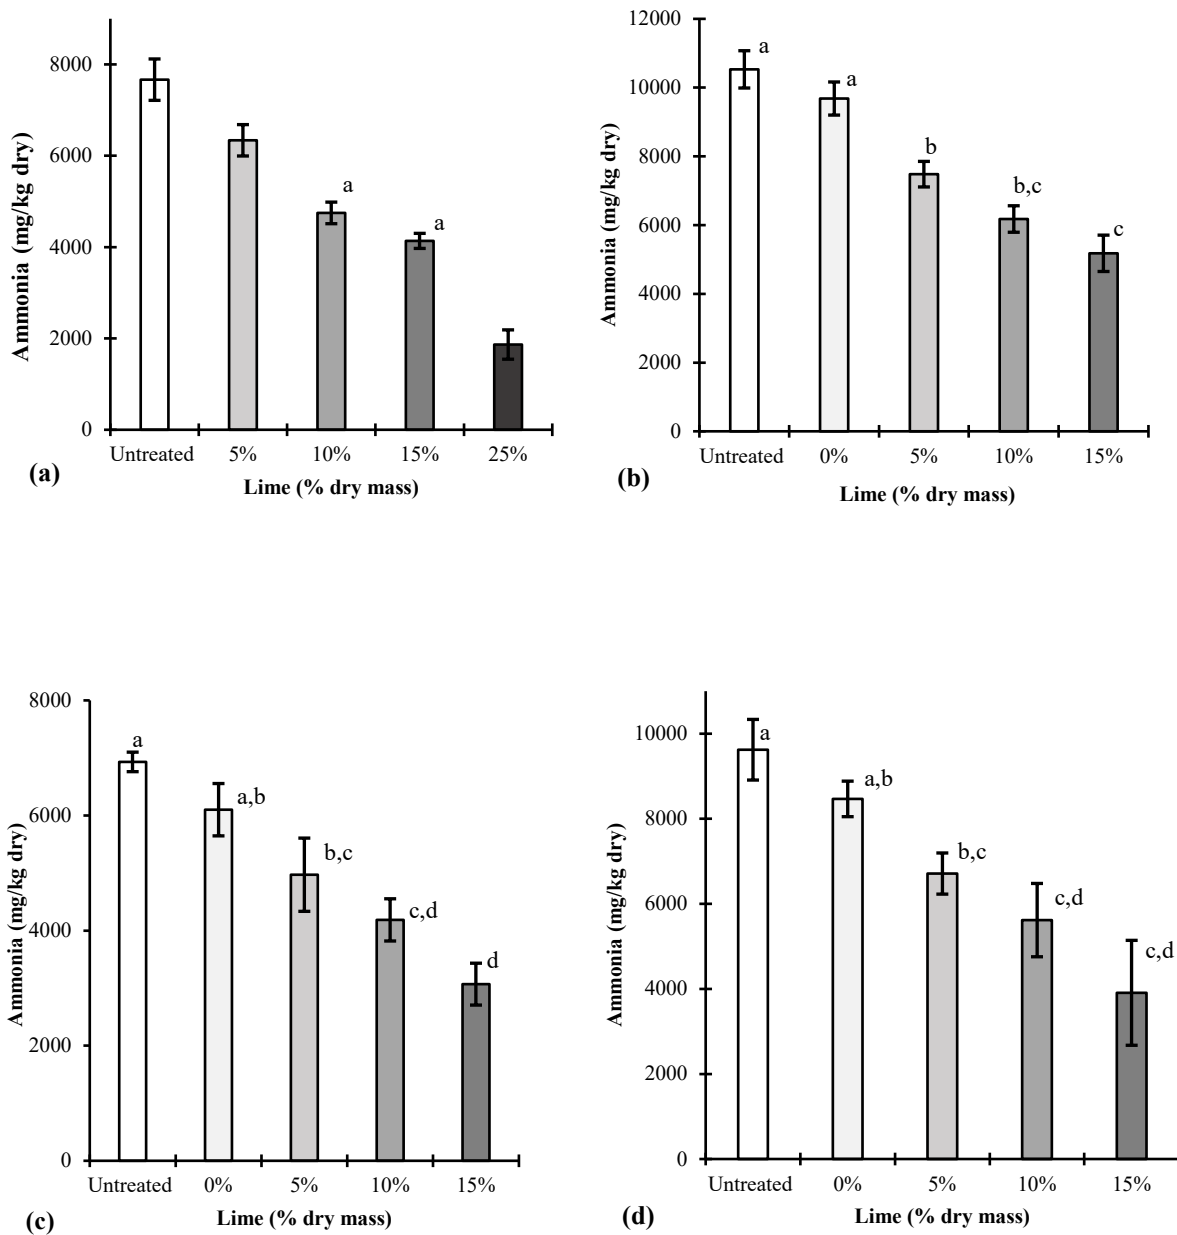 8000
6000
4000
2000
0
Ammonia (mg/kg dry)
a
a
Untreated 5% 10% 15% 25%
Lime (% dry mass)
(a)
12000
10000
8000
6000
4000
2000
0
Ammonia (mg/kg dry)
a
a
b
b,c
c
Untreated 0% 5% 10% 15%
Lime (% dry mass)
(b)
8000
6000
4000
2000
0
Ammonia (mg/kg dry)
a
a,b
b,c
c,d
d
Untreated 0% 5% 10% 15%
Lime (% dry mass)
(c)
10000
8000
6000
4000
2000
0
Ammonia (mg/kg dry)
a
a,b
b,c
c,d
c,d
Untreated 0% 5% 10% 15%
Lime (% dry mass)
(d)